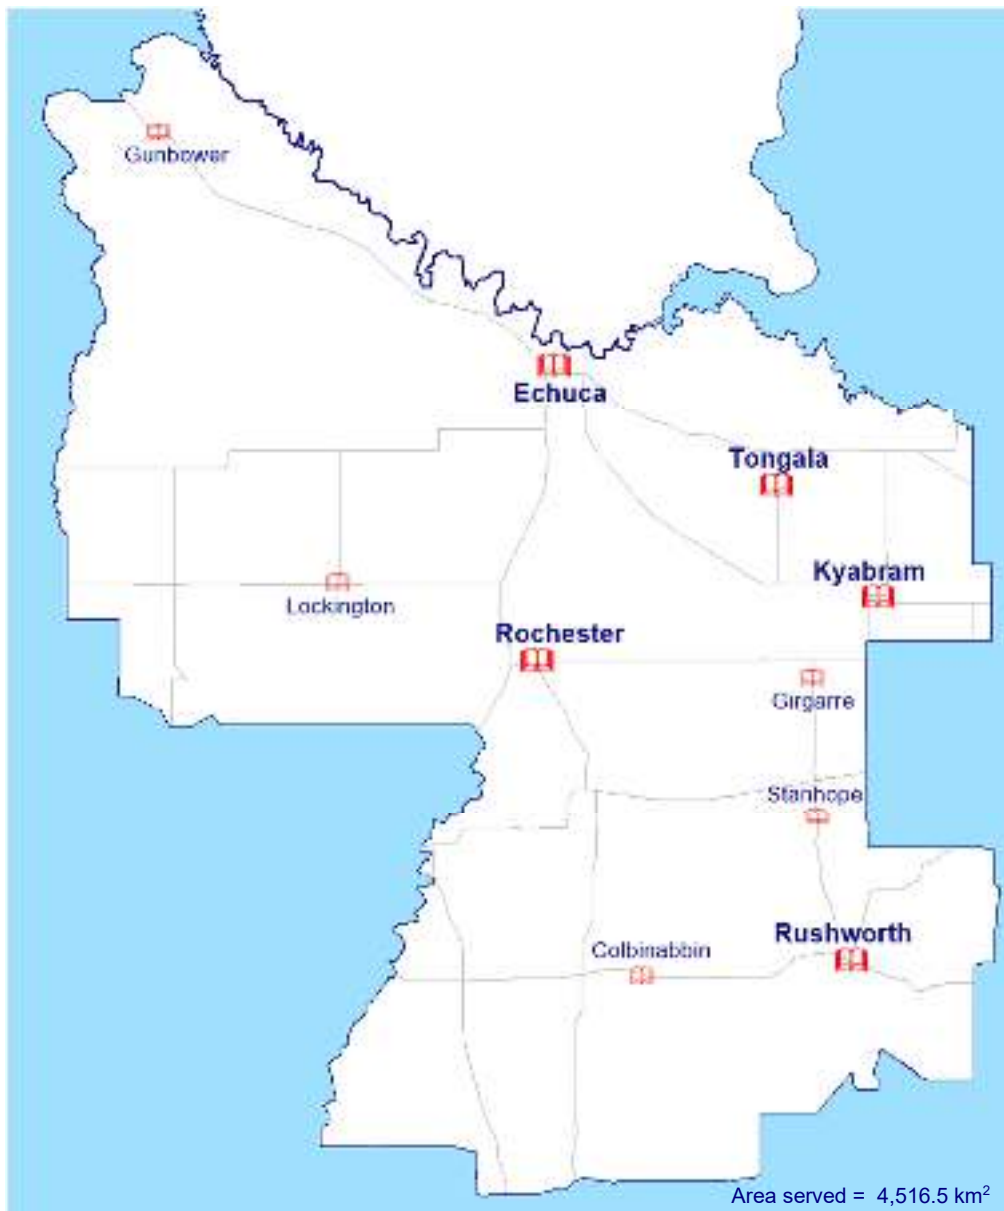 Gunbower
Echuca
Tongala
Kyabram
Lockington
Rochester
Girgarre
Stanhope
Rushworth
Colbinabbin
Area served = 4,516.5 km²